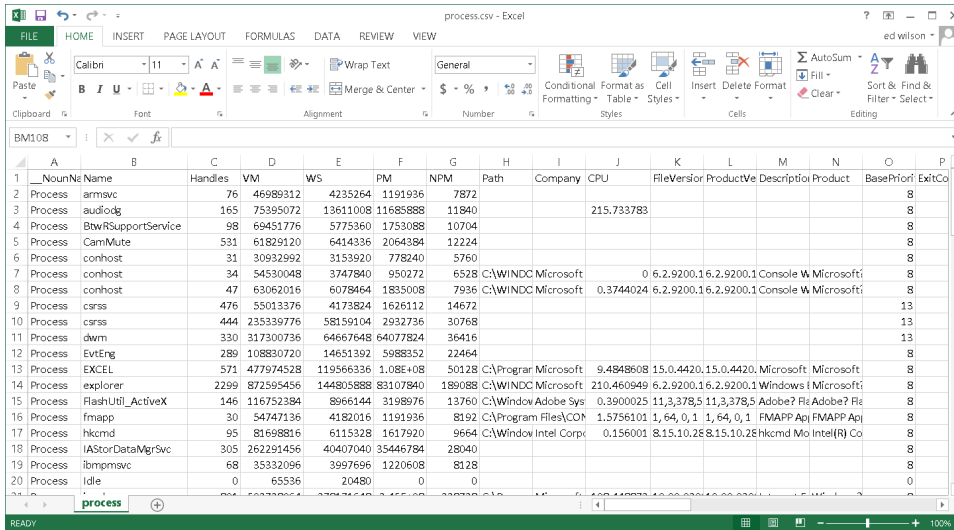 process.csv - Excel
FILE HOME INSERT PAGE LAYOUT FORMULAS DATA REVIEW VIEW ed wilson
Calibri 11 Wrap Text General AutoSum
Paste Fill
B I U Merge & Center $ % Conditional Format as Cell Insert Delete Format Clear Sort & Find &
Formatting Table Styles Filter Select
Clipboard Font Alignment Number Styles Cells Editing
BM108 fx
A B C D E F G H I J K L M N O P
1 __NounNa Name Handles VM WS PM NPM Path Company CPU FileVersior ProductVe Descriptio Product BasePriori ExitCo
2 Process armsvc 76 46989312 4235264 1191936 7872 8
3 Process audiodg 165 75395072 13611008 11685888 11840 215.733783 8
4 Process BtwRSupportService 98 69451776 5775360 1753088 10704 8
5 Process CamMute 531 61829120 6414336 2064384 12224 8
6 Process conhost 31 30932992 3153920 778240 5760 8
7 Process conhost 34 54530048 3747840 950272 6528 C:\WINDC Microsoft 0 6.2.9200.1 6.2.9200.1 Console W Microsoft? 8
8 Process conhost 47 63062016 6078464 1835008 7936 C:\WINDC Microsoft 0.3744024 6.2.9200.1 6.2.9200.1 Console W Microsoft? 8
9 Process csrss 476 55013376 4173824 1626112 14672 13
10 Process csrss 444 235339776 58159104 2932736 30768 13
11 Process dwm 330 317300736 64667648 64077824 36416 13
12 Process EvtEng 289 108830720 14651392 5988352 22464 8
13 Process EXCEL 571 477974528 119566336 1.08E+08 50128 C:\Prograr Microsoft 9.4848608 15.0.4420. 15.0.4420. Microsoft Microsoft 8
14 Process explorer 2299 872595456 144805888 83107840 189088 C:\WINDC Microsoft 210.460949 6.2.9200.1 6.2.9200.1 Windows E Microsoft? 8
15 Process FlashUtil_ActiveX 146 116752384 8966144 3198976 13760 C:\Window Adobe Sys 0.3900025 11,3,378,5 11,3,378,5 Adobe? Fla Adobe? Fla 8
16 Process fmapp 30 54747136 4182016 1191936 8192 C:\Program Files\CON 1.5756101 1, 64, 0, 1 1, 64, 0, 1 FMAPP Ap FMAPP Ap 8
17 Process hkcmd 95 81698816 6115328 1617920 9664 C:\Window Intel Corpo 0.156001 8.15.10.28 8.15.10.28 hkcmd Mo Intel(R) Co 8
18 Process IAStorDataMgrSvc 305 262291456 40407040 35446784 28040 8
19 Process ibmpmsvc 68 35332096 3997696 1220608 8128 8
20 Process Idle 0 65536 20480 0 0 0
process
READY 100%